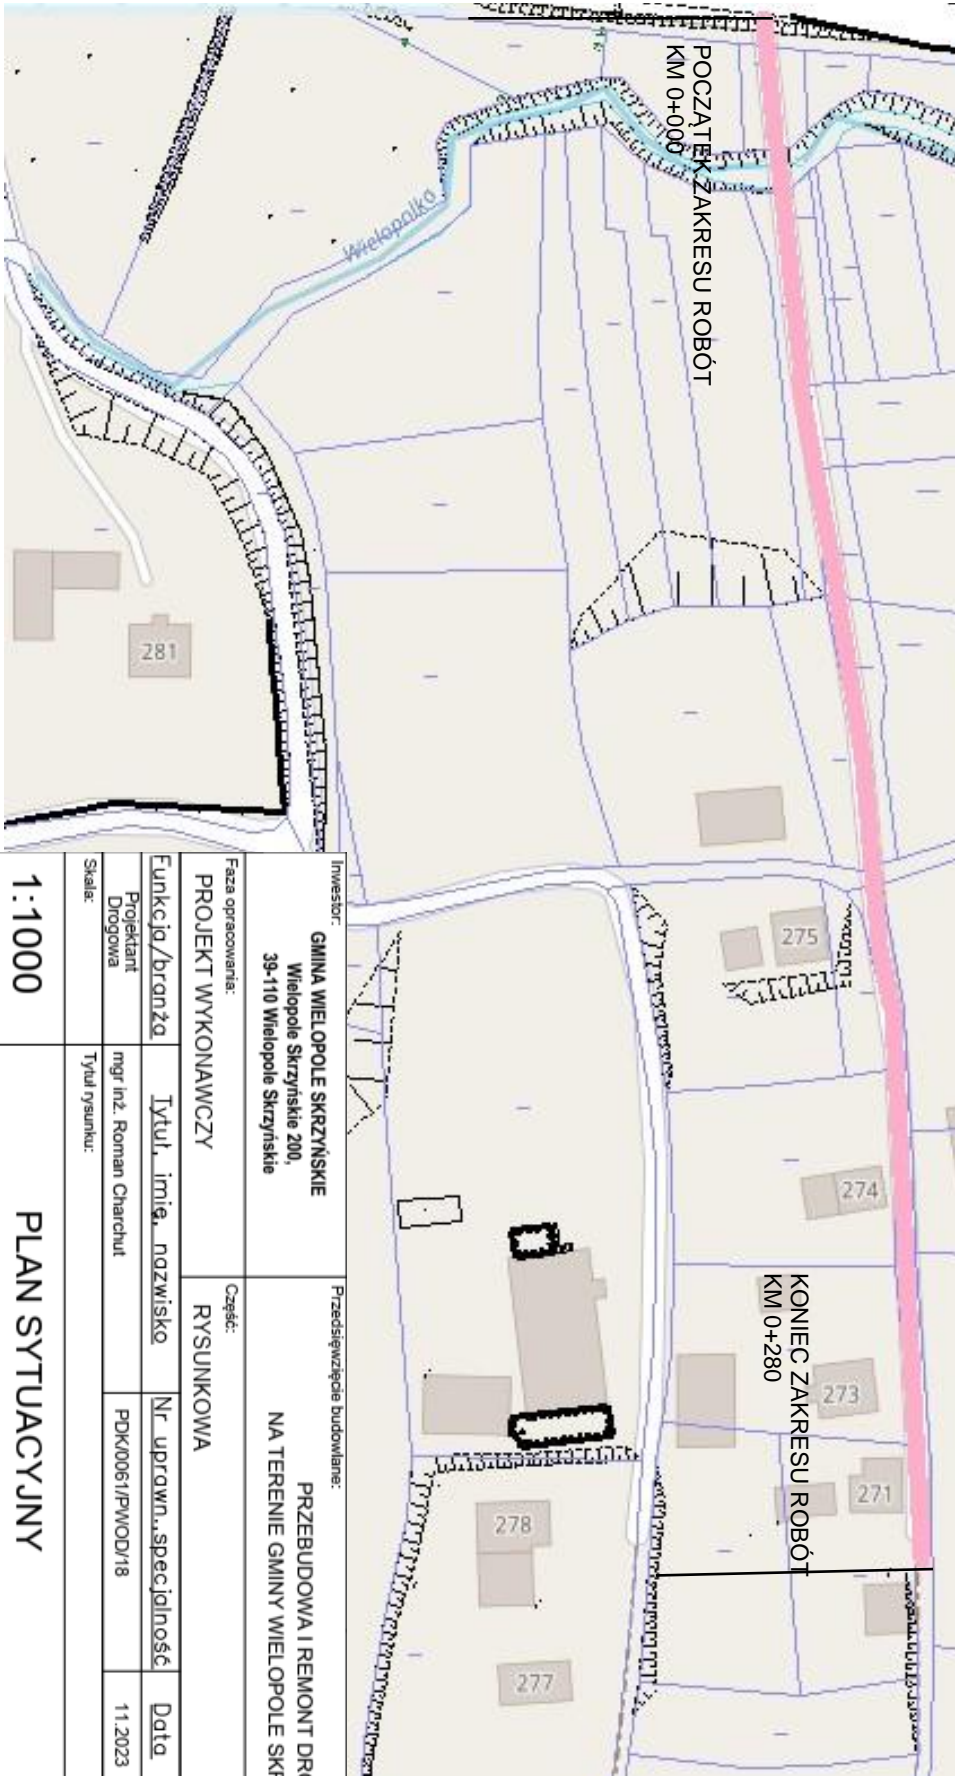 POCZĄTEK ZAKRESU ROBÓT
KM 0+000
Wielopolko
281
275
274
273
271
278
277
KONIEC ZAKRESU ROBÓT
KM 0+280
Inwestor:
GMINA WIELOPOLE SKRZYŃSKIE
Wielopole Skrzyńskie 200,
39-110 Wielopole Skrzyńskie
Przedsięwzięcie budowlane:
PRZEBUDOWA I REMONT DRO
NA TERENIE GMINY WIELOPOLE SKR
Faza opracowania:
PROJEKT WYKONAWCZY
Część:
RYSUNKOWA
Funkcja/branża Tytuł, imię, nazwisko Nr uprawn.,specjalność Data
Projektant
Drogowa
mgr inż. Roman Charchut PDK/0061/PWOD/18 11.2023
Skala:
1:1000
Tytuł rysunku:
PLAN SYTUACYJNY